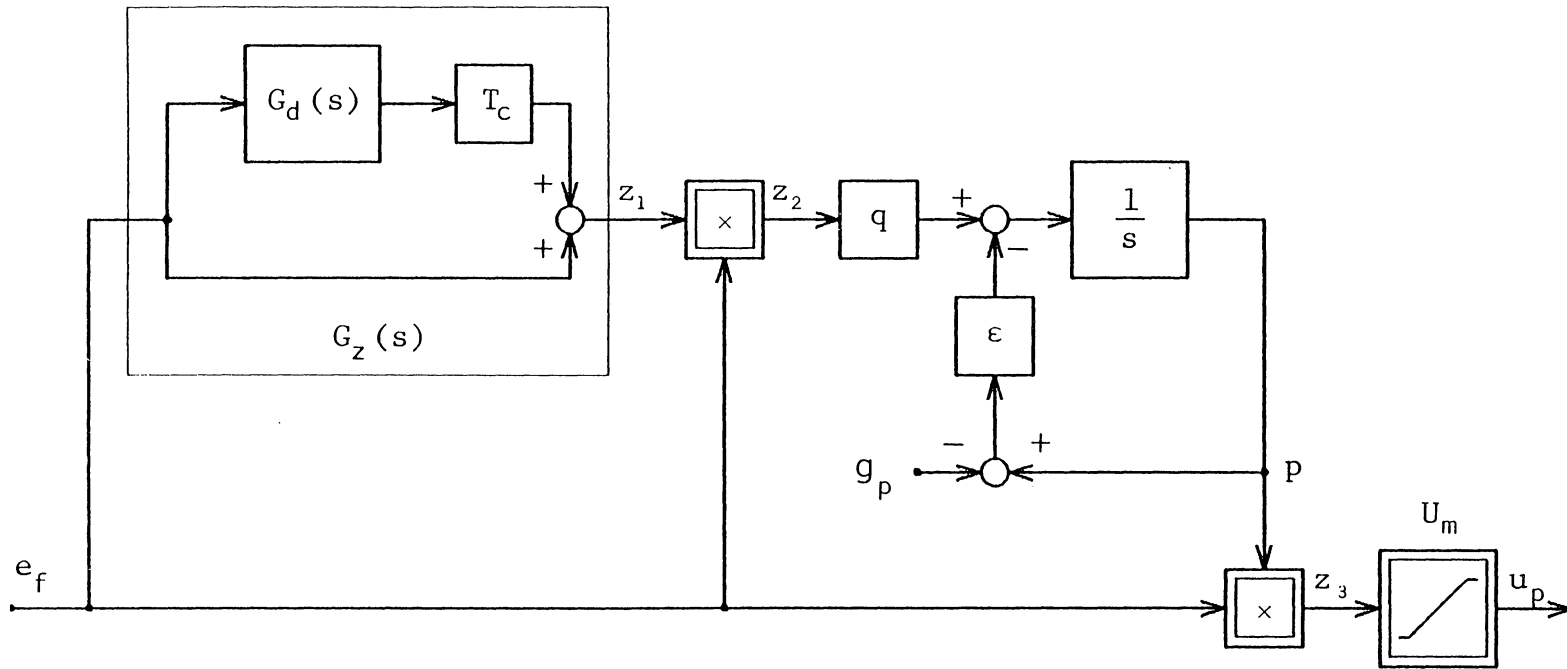 G_d(s)
T_c
+
+
z_1
×
z_2
q
+
−
1/s
G_z(s)
ε
−
+
g_p
p
U_m
e_f
×
z_3
u_p